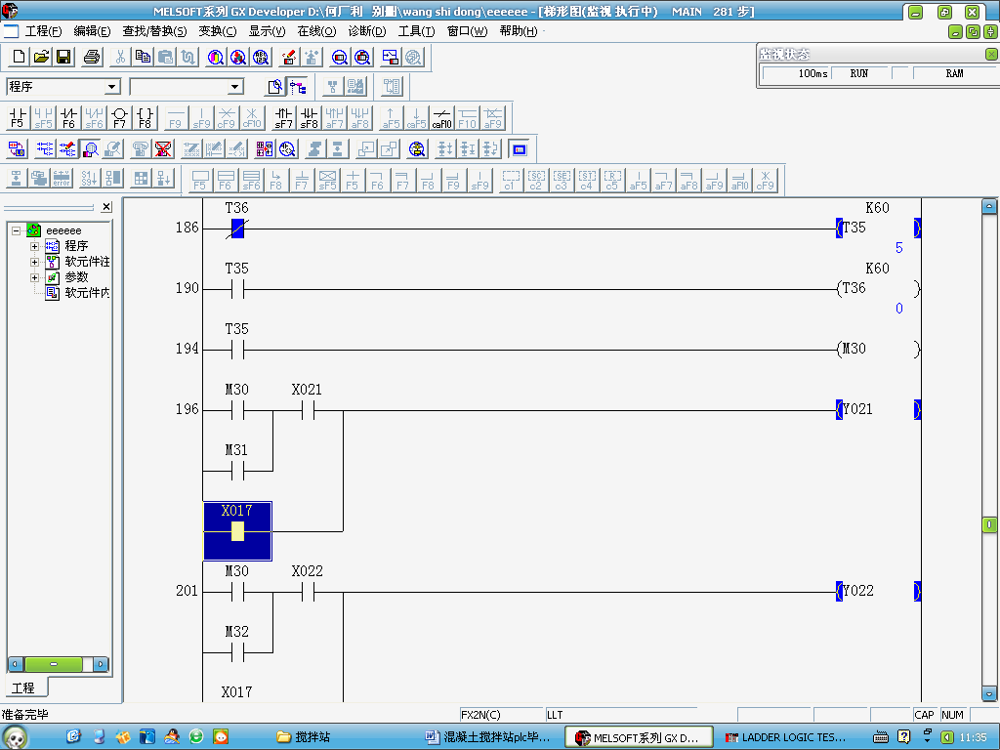 MELSOFT系列 GX Developer D:\何厂利 别删\wang shi dong\eeeeee - [梯形图(监视 执行中) MAIN 281 步]
工程(F) 编辑(E) 查找/替换(S) 变换(C) 显示(V) 在线(O) 诊断(D) 工具(T) 窗口(W) 帮助(H)
监视状态
100ms RUN RAM
程序
F5 sF5 F6 sF6 F7 F8 F9 sF9 cF9 cF10 sF7 sF8 aF7 aF8 aF5 caF5 caF10 F10 aF9
F5 F6 sF6 F8 F7 sF5 F5 F6 F7 F8 F9 sF9 c1 c2 c3 c4 c5 aF5 aF7 aF8 aF9 aF10 cF9
eeeeee
程序
软元件注
参数
软元件内
工程
T36 K60
186 T35
5
T35 K60
190 T36
0
T35
194 M30
M30 X021
196 Y021
M31
X017
M30 X022
201 Y022
M32
X017
准备完毕 FX2N(C) LLT CAP NUM
搅拌站 混凝土搅拌站plc毕... MELSOFT系列 GX D... LADDER LOGIC TES... 11:35